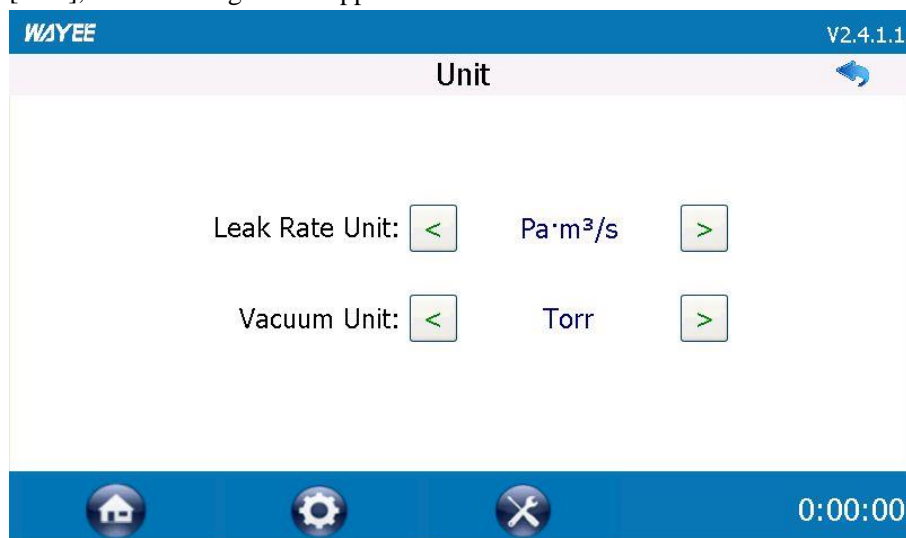 WAYEE V2.4.1.1
Unit
Leak Rate Unit: < Pa·m³/s >
Vacuum Unit: < Torr >
0:00:00